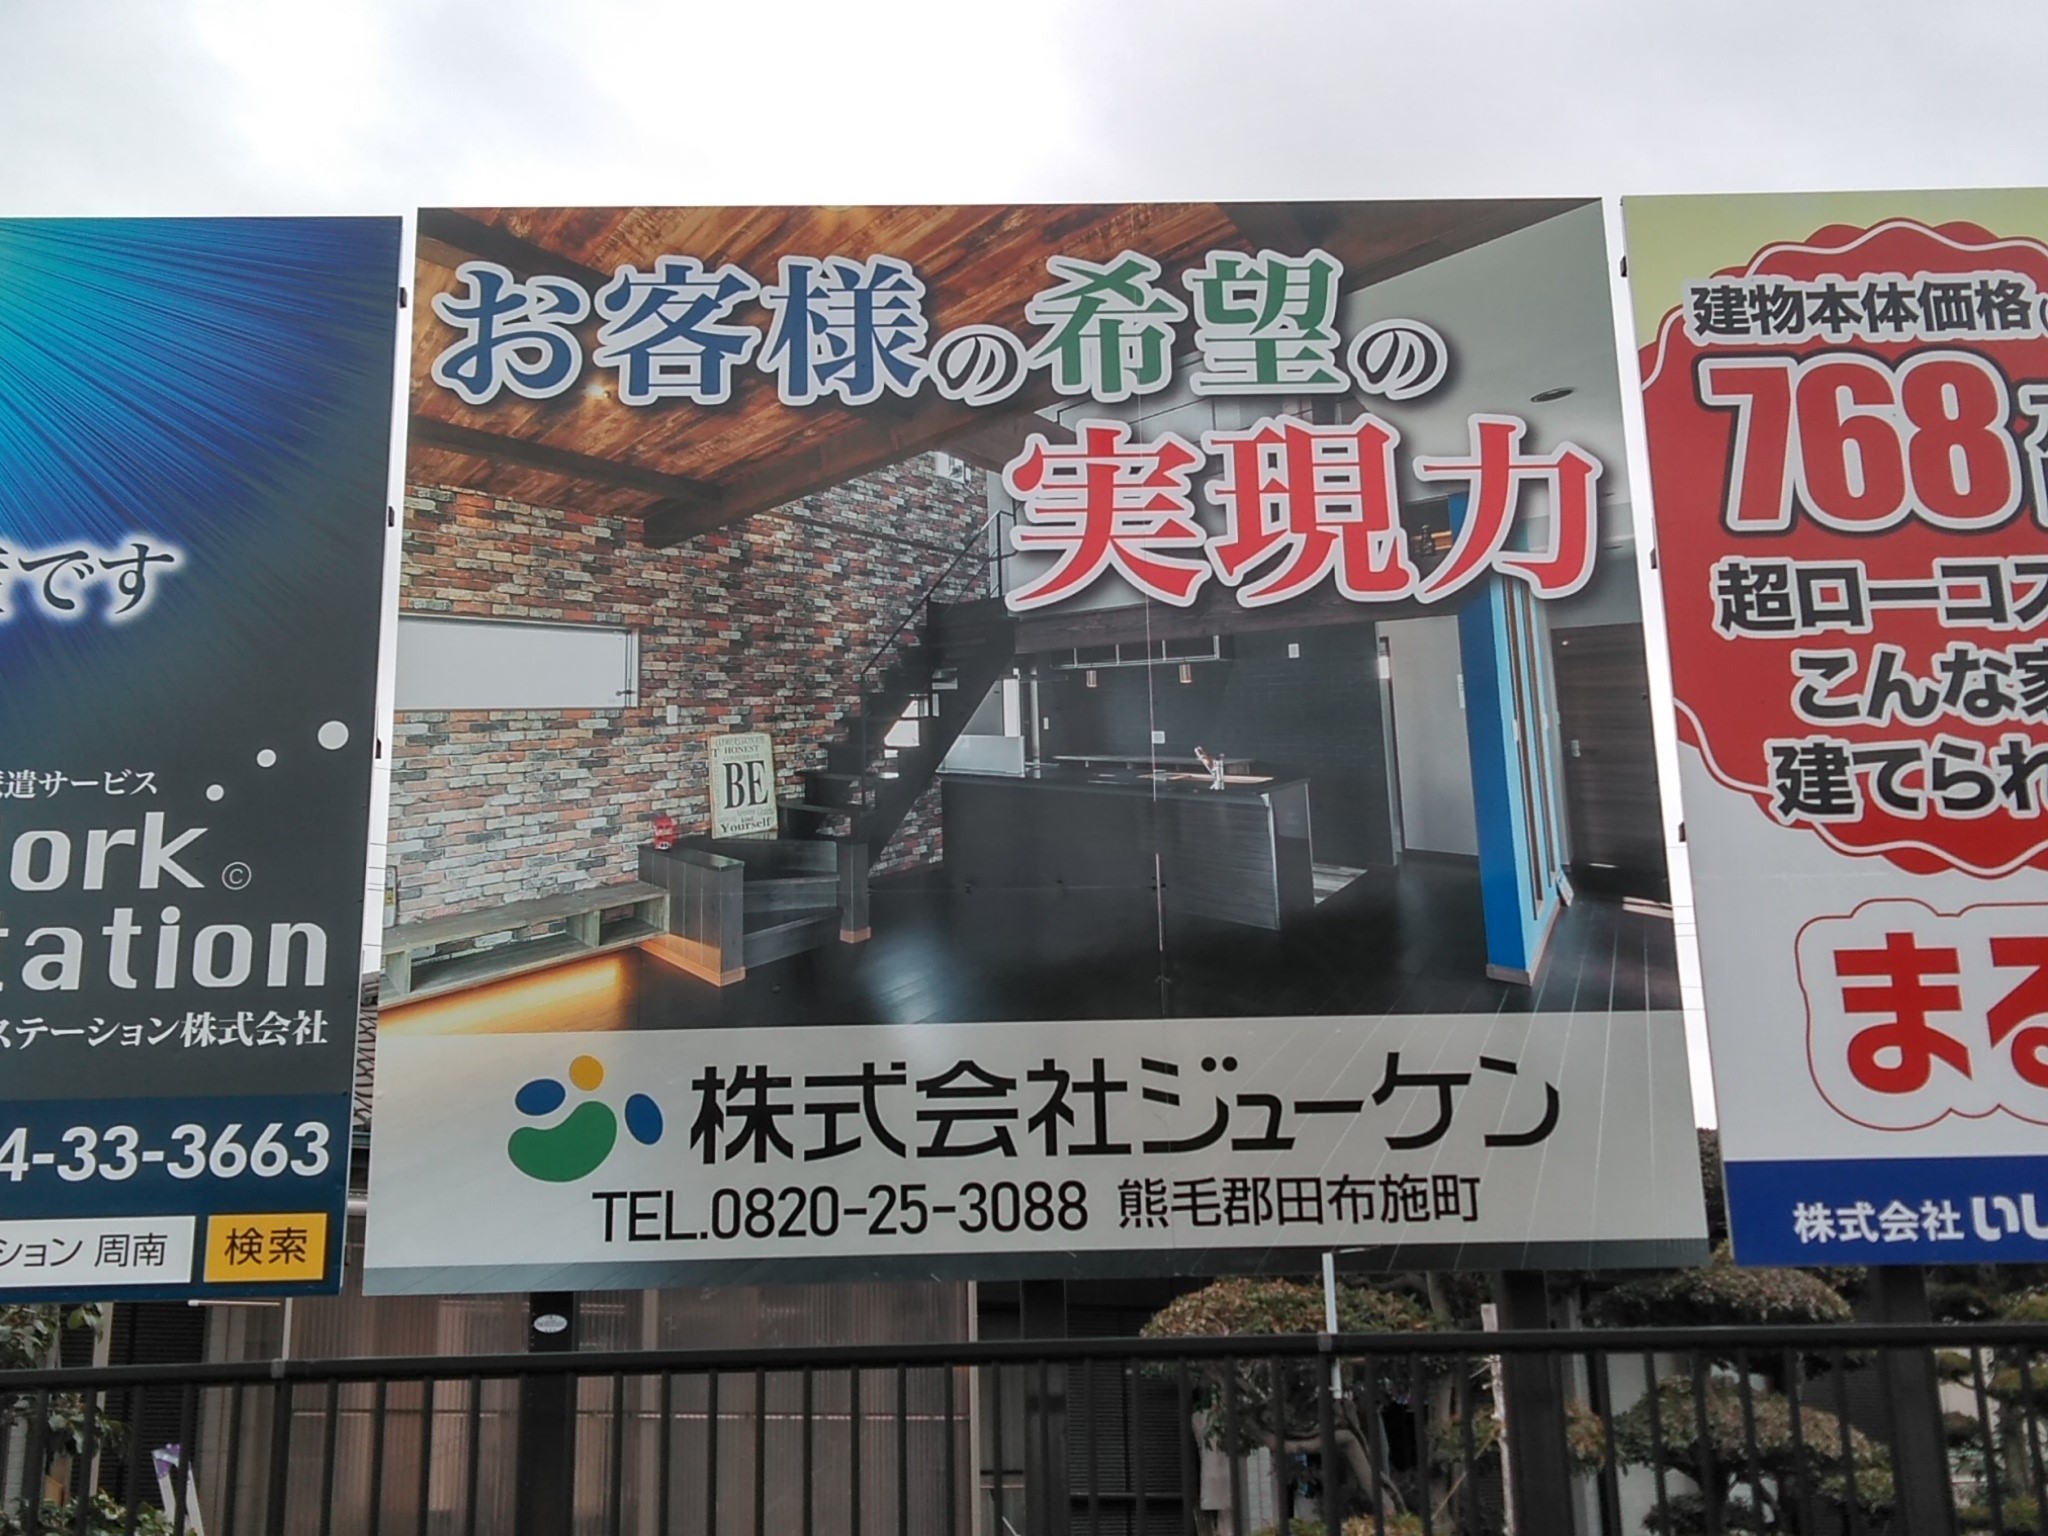 です
遣サービス
ork ©
tation
ステーション株式会社
4-33-3663
ション 周南
検索
お客様の希望の
実現力
HONEST
BE
Yourself
株式会社ジューケン
TEL.0820-25-3088 熊毛郡田布施町
建物本体価格
768
超ローコス
こんな家
建てられ
まる
株式会社 いし